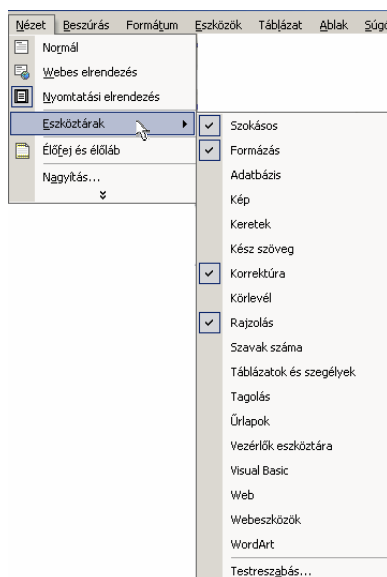 Nézet Beszúrás Formátum Eszközök Táblázat Ablak Súgó
Normál
Webes elrendezés
Nyomtatási elrendezés
Eszköztárak
Élőfej és élőláb
Nagyítás...
Szokásos
Formázás
Adatbázis
Kép
Keretek
Kész szöveg
Korrektúra
Körlevél
Rajzolás
Szavak száma
Táblázatok és szegélyek
Tagolás
Űrlapok
Vezérlők eszköztára
Visual Basic
Web
Webeszközök
WordArt
Testreszabás...